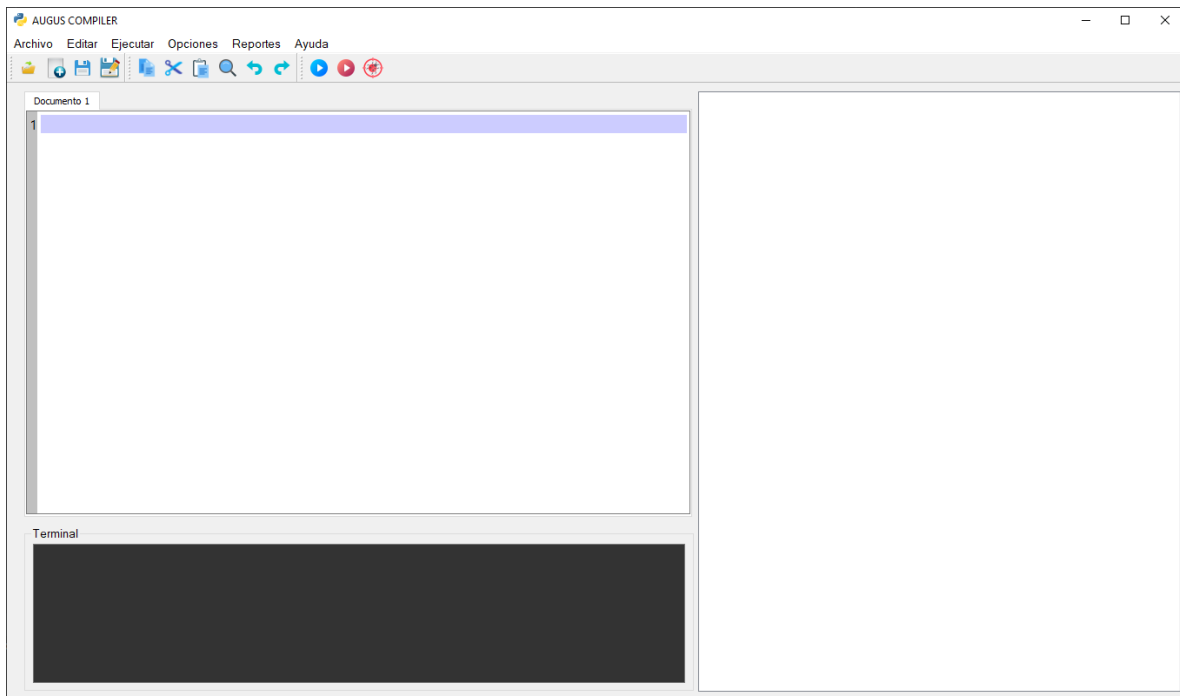 AUGUS COMPILER
Archivo Editar Ejecutar Opciones Reportes Ayuda
Documento 1
1
Terminal